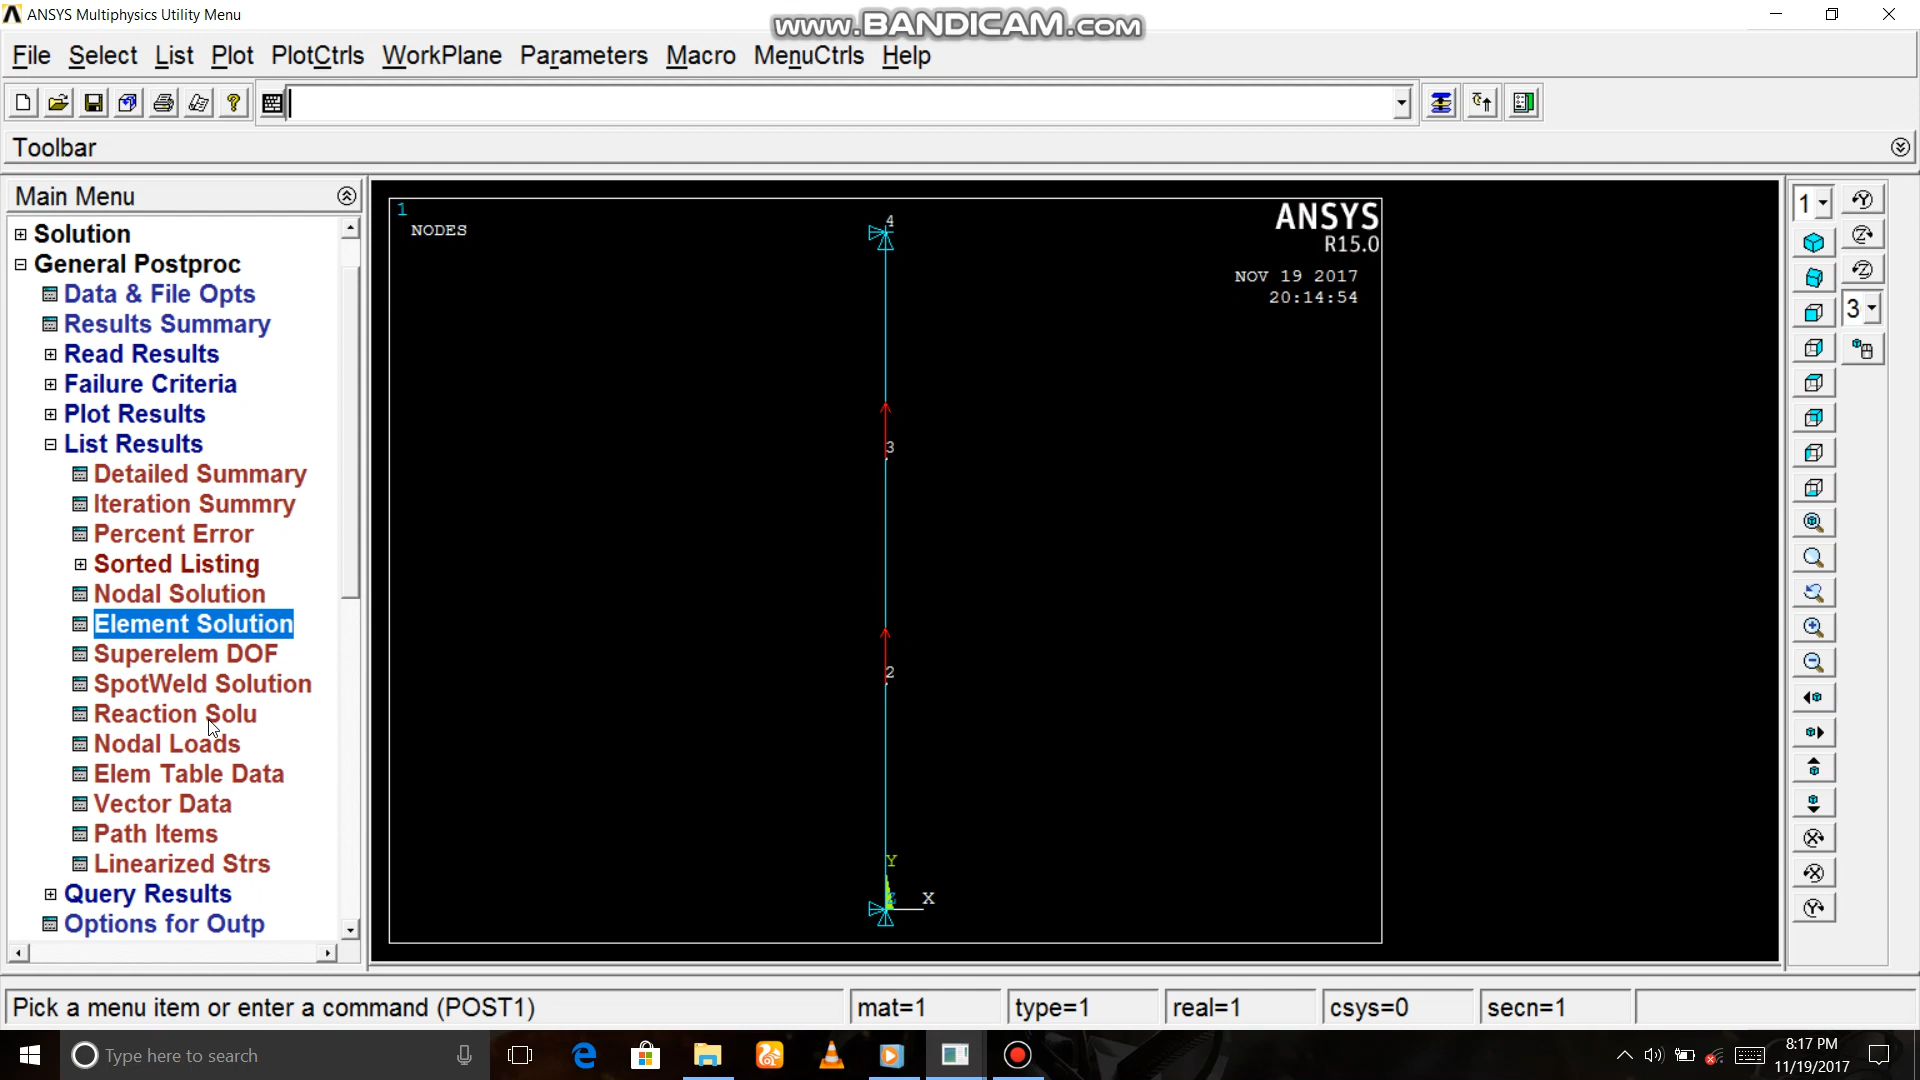 ANSYS Multiphysics Utility Menu
www.BANDICAM.com
File Select List Plot PlotCtrls WorkPlane Parameters Macro MenuCtrls Help
Toolbar
Main Menu
Solution
General Postproc
Data & File Opts
Results Summary
Read Results
Failure Criteria
Plot Results
List Results
Detailed Summary
Iteration Summry
Percent Error
Sorted Listing
Nodal Solution
Element Solution
Superelem DOF
SpotWeld Solution
Reaction Solu
Nodal Loads
Elem Table Data
Vector Data
Path Items
Linearized Strs
Query Results
Options for Outp
1
NODES
4
ANSYS
R15.0
NOV 19 2017
20:14:54
3
2
Y
X
1
3
Pick a menu item or enter a command (POST1)
mat=1
type=1
real=1
csys=0
secn=1
Type here to search
8:17 PM
11/19/2017